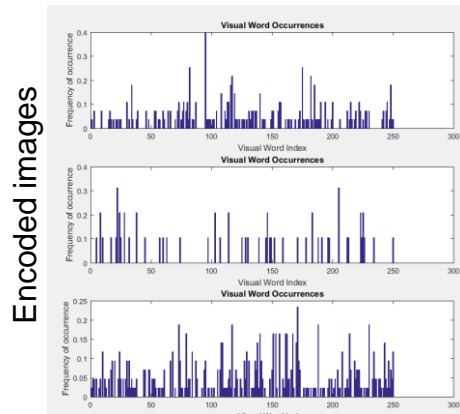 Encoded images
Visual Word Occurrences
Frequency of occurrence
0.4
0.3
0.2
0.1
0
0 50 100 150 200 250 300
Visual Word Index
Visual Word Occurrences
Frequency of occurrence
0.4
0.3
0.2
0.1
0
0 50 100 150 200 250 300
Visual Word Index
Visual Word Occurrences
Frequency of occurrence
0.25
0.2
0.15
0.1
0.05
0
0 50 100 150 200 250 300